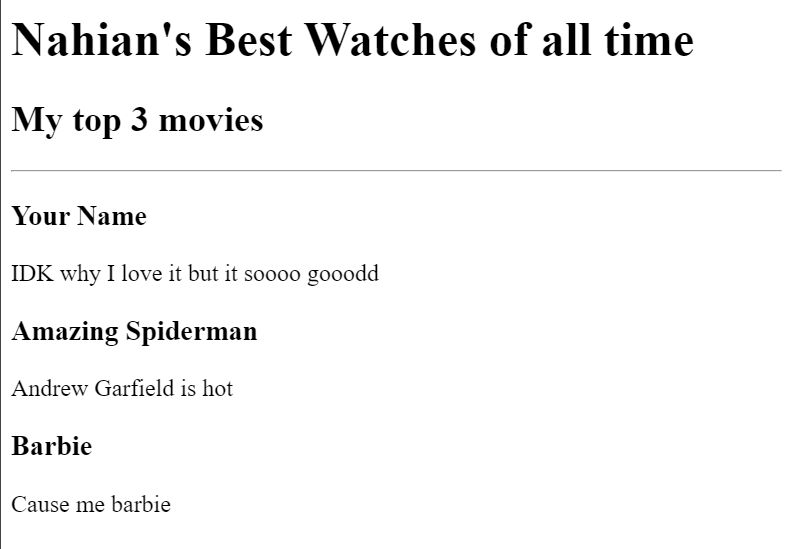 Nahian's Best Watches of all time
My top 3 movies
Your Name
IDK why I love it but it soooo gooodd
Amazing Spiderman
Andrew Garfield is hot
Barbie
Cause me barbie